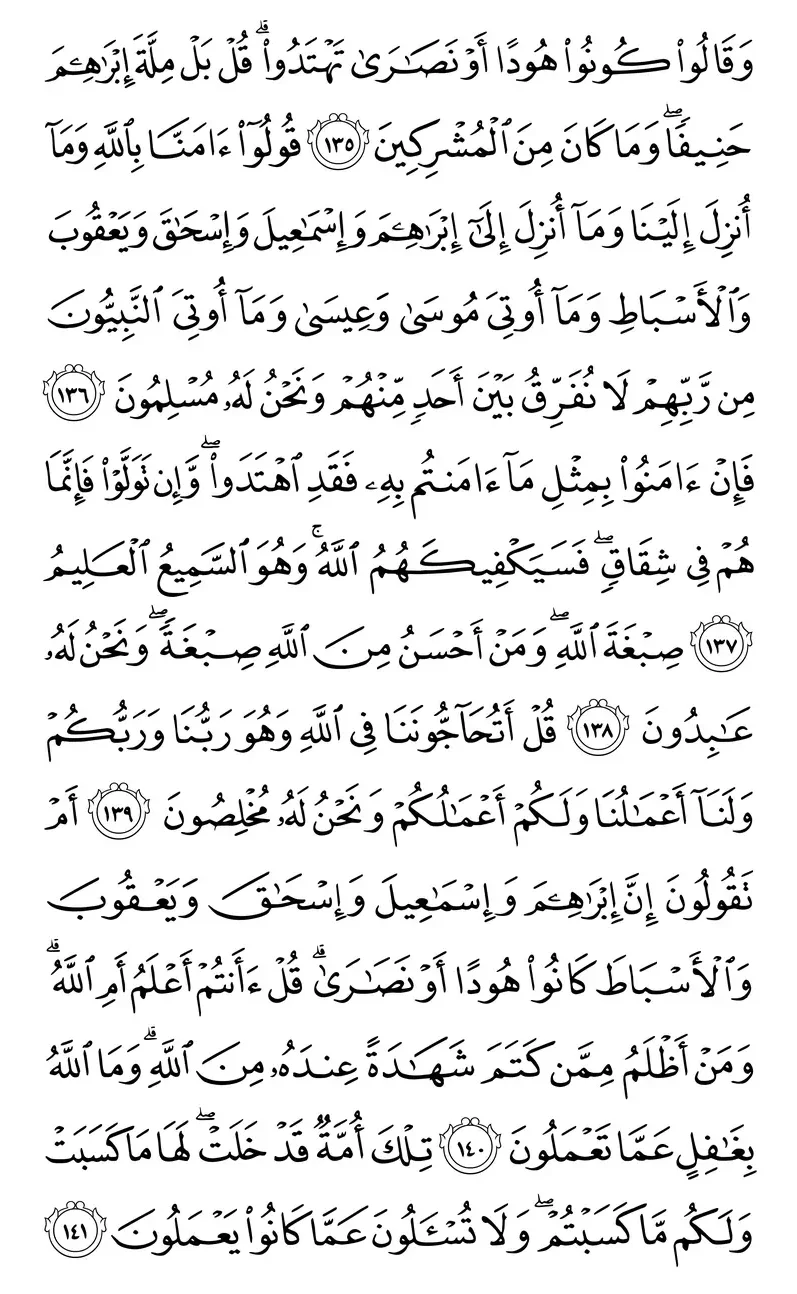 وَقَالُوا۟ كُونُوا۟ هُودًا أَوْ نَصَـٰرَىٰ تَهْتَدُوا۟ ۗ قُلْ بَلْ مِلَّةَ إِبْرَٰهِـۧمَ
حَنِيفًا ۖ وَمَا كَانَ مِنَ ٱلْمُشْرِكِينَ ١٣٥ قُولُوٓا۟ ءَامَنَّا بِٱللَّهِ وَمَآ
أُنزِلَ إِلَيْنَا وَمَآ أُنزِلَ إِلَىٰٓ إِبْرَٰهِـۧمَ وَإِسْمَـٰعِيلَ وَإِسْحَـٰقَ وَيَعْقُوبَ
وَٱلْأَسْبَاطِ وَمَآ أُوتِىَ مُوسَىٰ وَعِيسَىٰ وَمَآ أُوتِىَ ٱلنَّبِيُّونَ
مِن رَّبِّهِمْ لَا نُفَرِّقُ بَيْنَ أَحَدٍ مِّنْهُمْ وَنَحْنُ لَهُۥ مُسْلِمُونَ ١٣٦
فَإِنْ ءَامَنُوا۟ بِمِثْلِ مَآ ءَامَنتُم بِهِۦ فَقَدِ ٱهْتَدَوا۟ ۖ وَّإِن تَوَلَّوْا۟ فَإِنَّمَا
هُمْ فِى شِقَاقٍ ۖ فَسَيَكْفِيكَهُمُ ٱللَّهُ ۚ وَهُوَ ٱلسَّمِيعُ ٱلْعَلِيمُ
١٣٧ صِبْغَةَ ٱللَّهِ ۖ وَمَنْ أَحْسَنُ مِنَ ٱللَّهِ صِبْغَةً ۖ وَنَحْنُ لَهُۥ
عَـٰبِدُونَ ١٣٨ قُلْ أَتُحَآجُّونَنَا فِى ٱللَّهِ وَهُوَ رَبُّنَا وَرَبُّكُمْ
وَلَنَآ أَعْمَـٰلُنَا وَلَكُمْ أَعْمَـٰلُكُمْ وَنَحْنُ لَهُۥ مُخْلِصُونَ ١٣٩ أَمْ
تَقُولُونَ إِنَّ إِبْرَٰهِـۧمَ وَإِسْمَـٰعِيلَ وَإِسْحَـٰقَ وَيَعْقُوبَ
وَٱلْأَسْبَاطَ كَانُوا۟ هُودًا أَوْ نَصَـٰرَىٰ ۗ قُلْ ءَأَنتُمْ أَعْلَمُ أَمِ ٱللَّهُ ۗ
وَمَنْ أَظْلَمُ مِمَّن كَتَمَ شَهَـٰدَةً عِندَهُۥ مِنَ ٱللَّهِ ۗ وَمَا ٱللَّهُ
بِغَـٰفِلٍ عَمَّا تَعْمَلُونَ ١٤٠ تِلْكَ أُمَّةٌ قَدْ خَلَتْ ۖ لَهَا مَا كَسَبَتْ
وَلَكُم مَّا كَسَبْتُمْ ۖ وَلَا تُسْـَٔلُونَ عَمَّا كَانُوا۟ يَعْمَلُونَ ١٤١